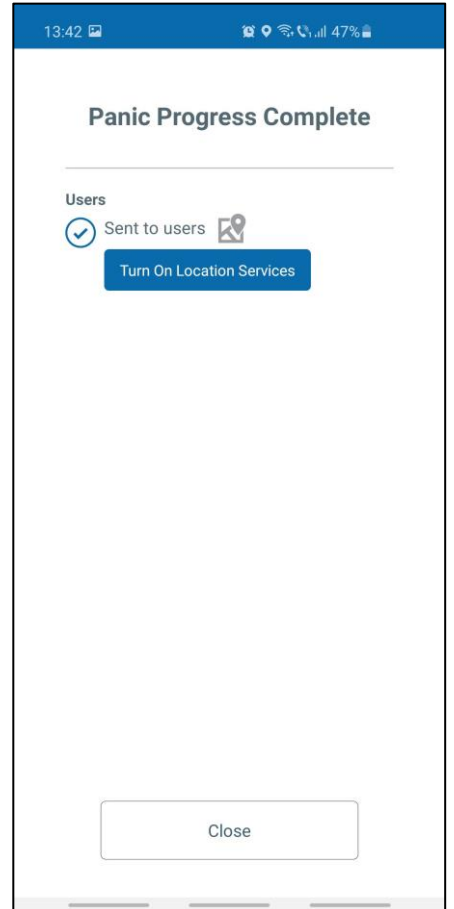 13:42 47%
Panic Progress Complete
Users
Sent to users
Turn On Location Services
Close